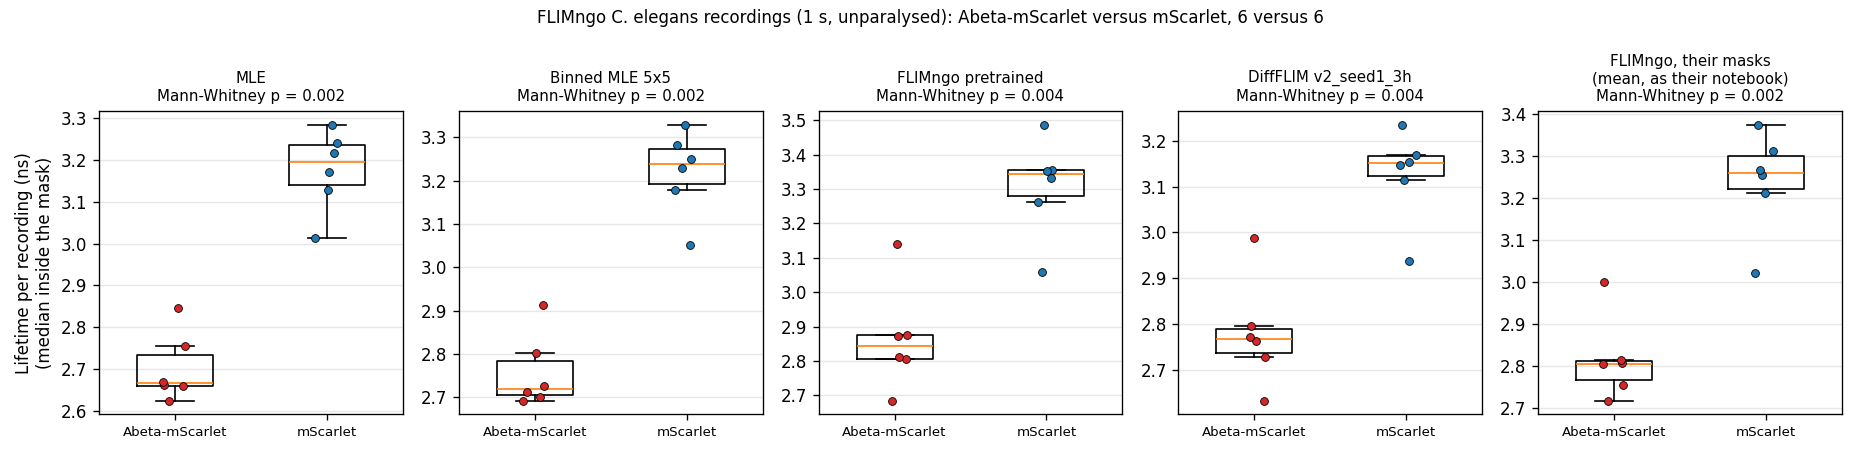 FLIMngo C. elegans recordings (1 s, unparalysed): Abeta-mScarlet versus mScarlet, 6 versus 6
MLE
Mann-Whitney p = 0.002
Lifetime per recording (ns)
(median inside the mask)
3.3
3.2
3.1
3.0
2.9
2.8
2.7
2.6
Abeta-mScarlet
mScarlet
Binned MLE 5x5
Mann-Whitney p = 0.002
3.3
3.2
3.1
3.0
2.9
2.8
2.7
Abeta-mScarlet
mScarlet
FLIMngo pretrained
Mann-Whitney p = 0.004
3.5
3.4
3.3
3.2
3.1
3.0
2.9
2.8
2.7
Abeta-mScarlet
mScarlet
DiffFLIM v2_seed1_3h
Mann-Whitney p = 0.004
3.2
3.1
3.0
2.9
2.8
2.7
Abeta-mScarlet
mScarlet
FLIMngo, their masks
(mean, as their notebook)
Mann-Whitney p = 0.002
3.4
3.3
3.2
3.1
3.0
2.9
2.8
2.7
Abeta-mScarlet
mScarlet